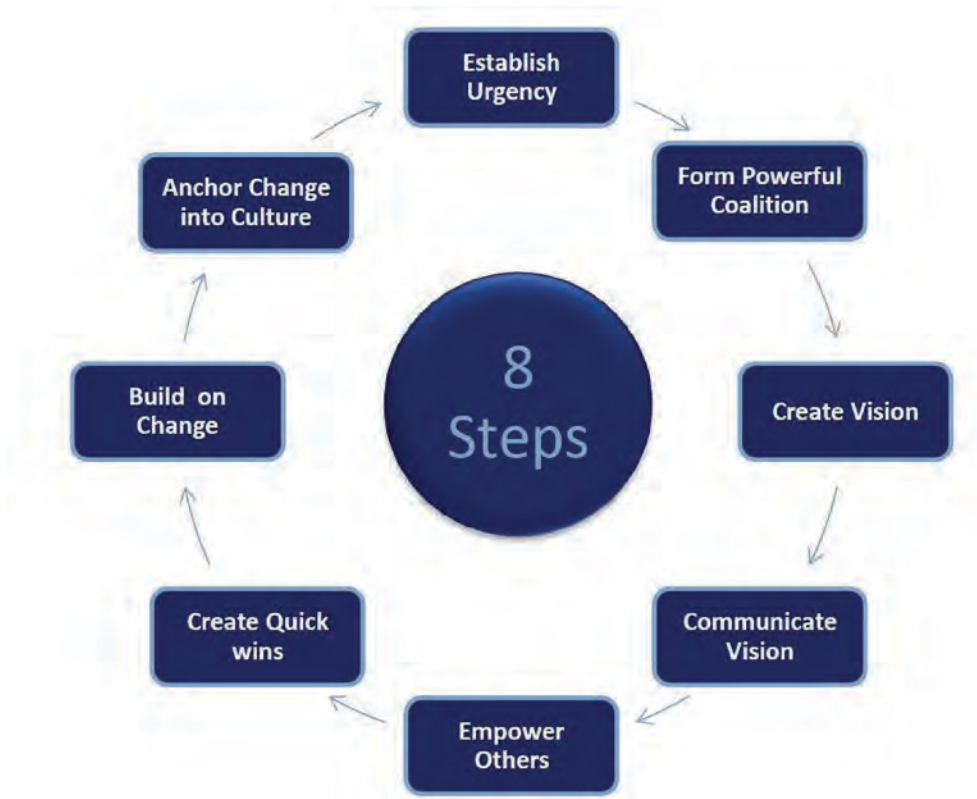 Establish
Urgency
Form Powerful
Coalition
Create Vision
Communicate
Vision
Empower
Others
Create Quick
wins
Build on
Change
Anchor Change
into Culture
8
Steps